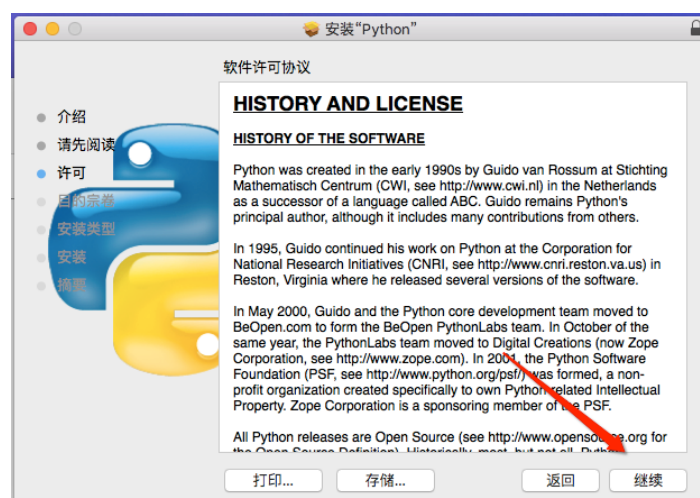 安装“Python”
软件许可协议
介绍
请先阅读
许可
目的宗卷
安装类型
安装
摘要
HISTORY AND LICENSE
HISTORY OF THE SOFTWARE
Python was created in the early 1990s by Guido van Rossum at Stichting
Mathematisch Centrum (CWI, see http://www.cwi.nl) in the Netherlands
as a successor of a language called ABC. Guido remains Python's
principal author, although it includes many contributions from others.
In 1995, Guido continued his work on Python at the Corporation for
National Research Initiatives (CNRI, see http://www.cnri.reston.va.us) in
Reston, Virginia where he released several versions of the software.
In May 2000, Guido and the Python core development team moved to
BeOpen.com to form the BeOpen PythonLabs team. In October of the
same year, the PythonLabs team moved to Digital Creations (now Zope
Corporation, see http://www.zope.com). In 2001, the Python Software
Foundation (PSF, see http://www.python.org/psf/) was formed, a non-
profit organization created specifically to own Python-related Intellectual
Property. Zope Corporation is a sponsoring member of the PSF.
All Python releases are Open Source (see http://www.opensource.org for
the Open Source Definition). Historically, most, but not all, Python
打印...
存储...
返回
继续